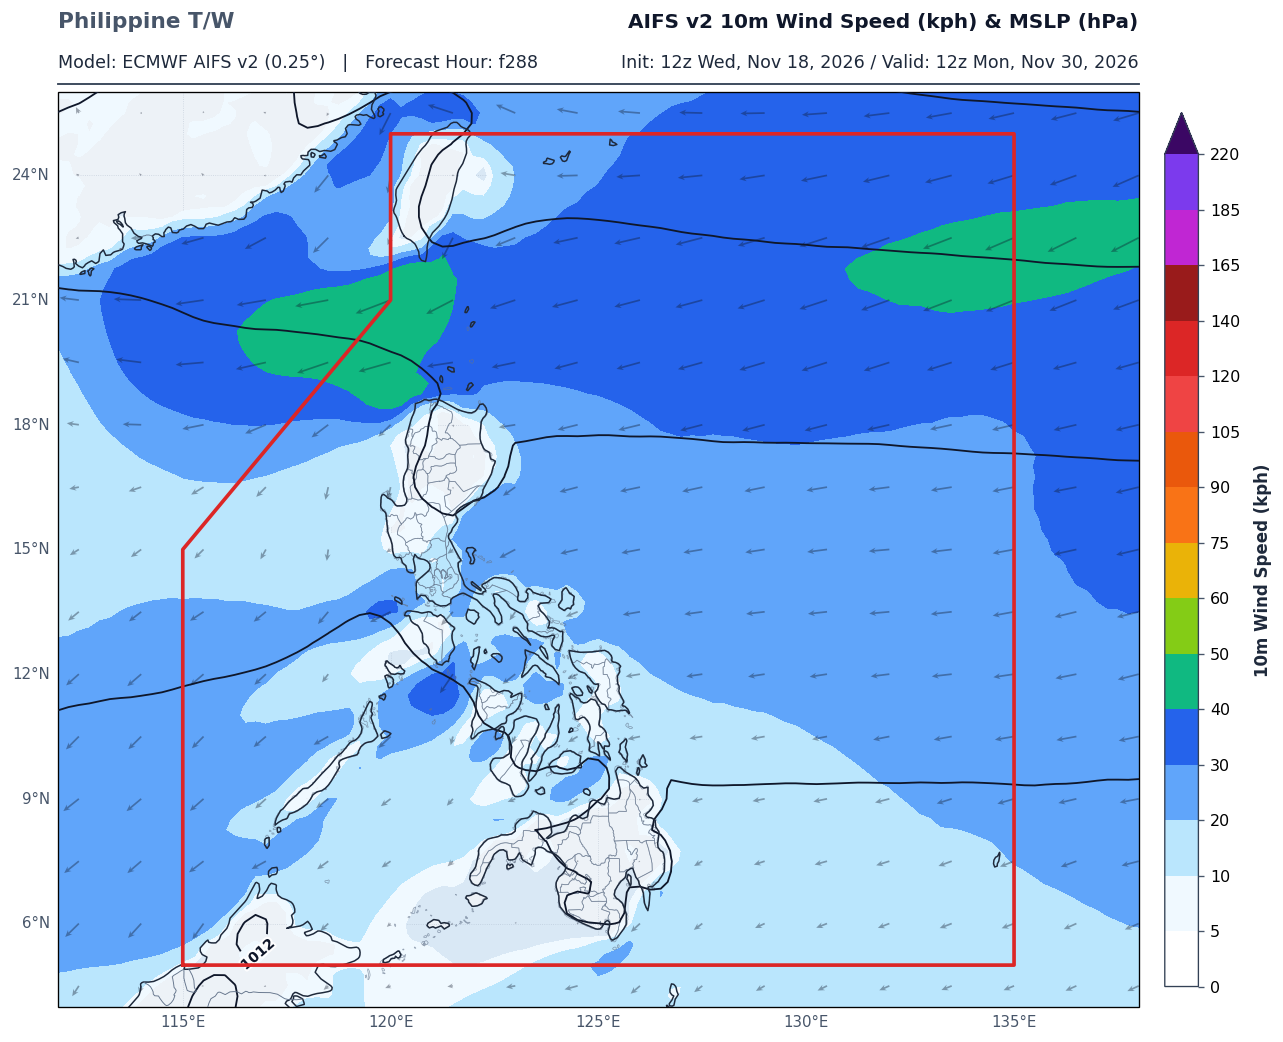 Philippine T/W
AIFS v2 10m Wind Speed (kph) & MSLP (hPa)
Model: ECMWF AIFS v2 (0.25°) | Forecast Hour: f288
Init: 12z Wed, Nov 18, 2026 / Valid: 12z Mon, Nov 30, 2026
24°N
21°N
18°N
15°N
12°N
9°N
6°N
1012
115°E
120°E
125°E
130°E
135°E
220
185
165
140
120
105
90
75
60
50
40
30
20
10
5
0
10m Wind Speed (kph)